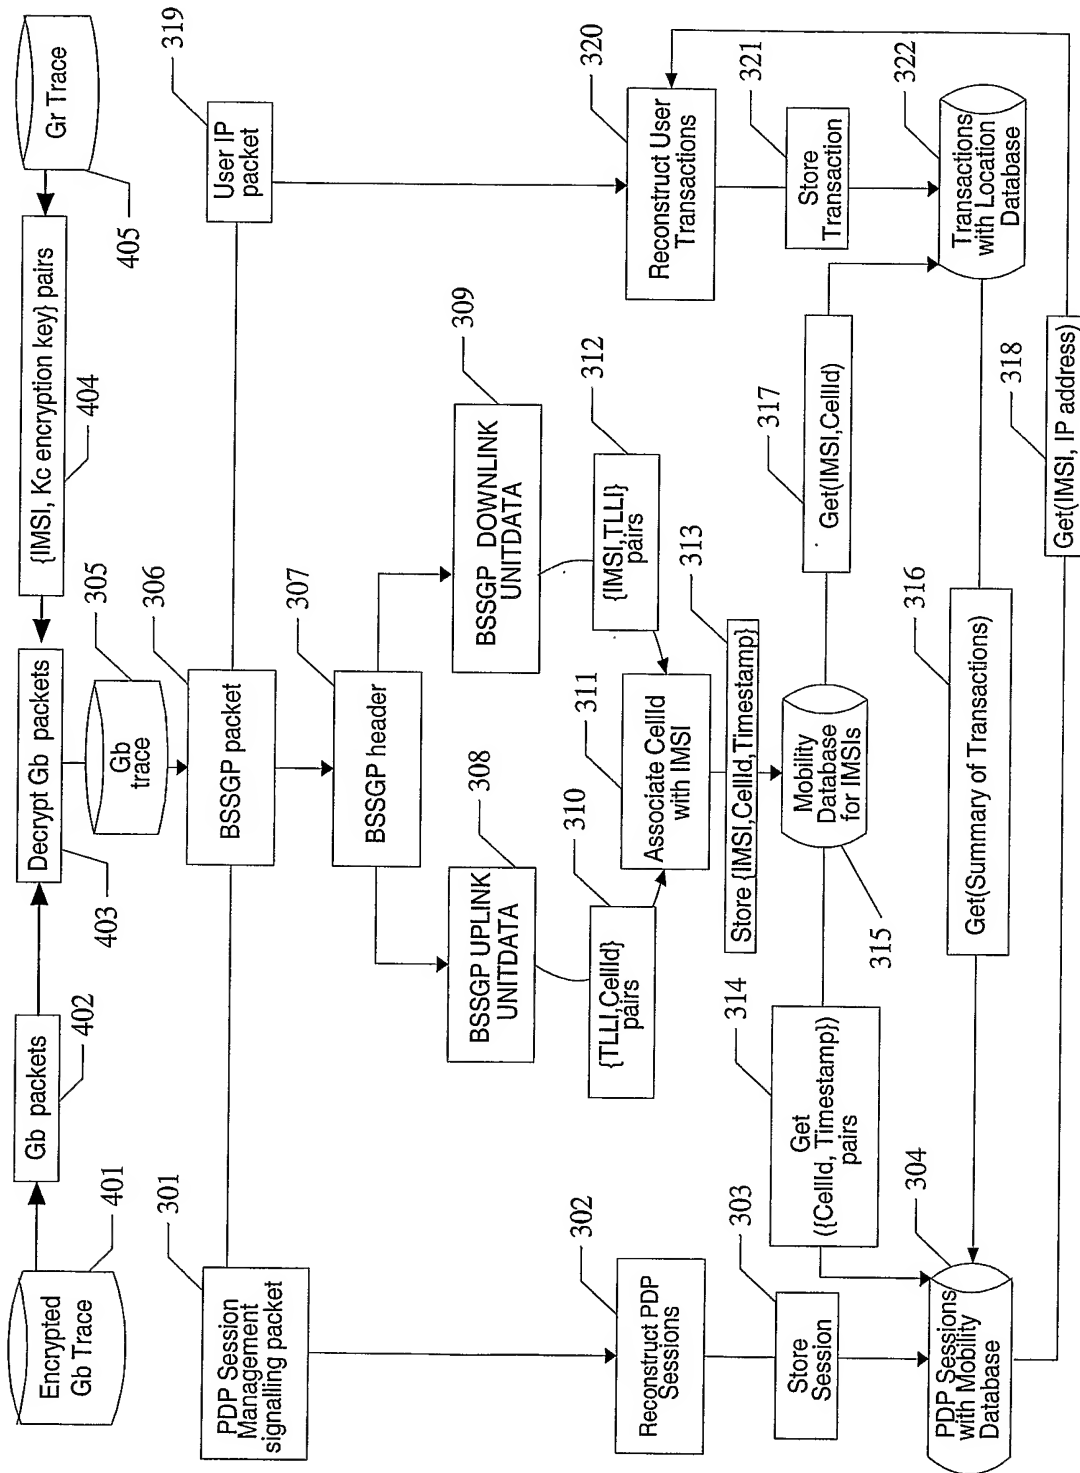 Encrypted
Gb Trace
401
Gb packets
402
Decrypt Gb packets
403
{IMSI, Kc encryption key} pairs
404
Gr Trace
405
Gb
trace
305
PDP Session
Management
signalling packet
301
BSSGP packet
306
User IP
packet
319
BSSGP header
307
BSSGP UPLINK
UNITDATA
308
BSSGP DOWNLINK
UNITDATA
309
{TLLI,CellId}
pairs
310
{IMSI,TLLI}
pairs
312
Associate CellId
with IMSI
311
Reconstruct PDP
Sessions
302
Reconstruct User
Transactions
320
Store {IMSI,CellId,Timestamp}
313
Store
Session
303
Store
Transaction
321
Get
({CellId, Timestamp})
pairs
314
Mobility
Database
for IMSIs
315
Get(IMSI,CellId)
317
PDP Sessions
with Mobility
Database
304
Transactions
with Location
Database
322
Get(Summary of Transactions)
316
Get(IMSI, IP address)
318